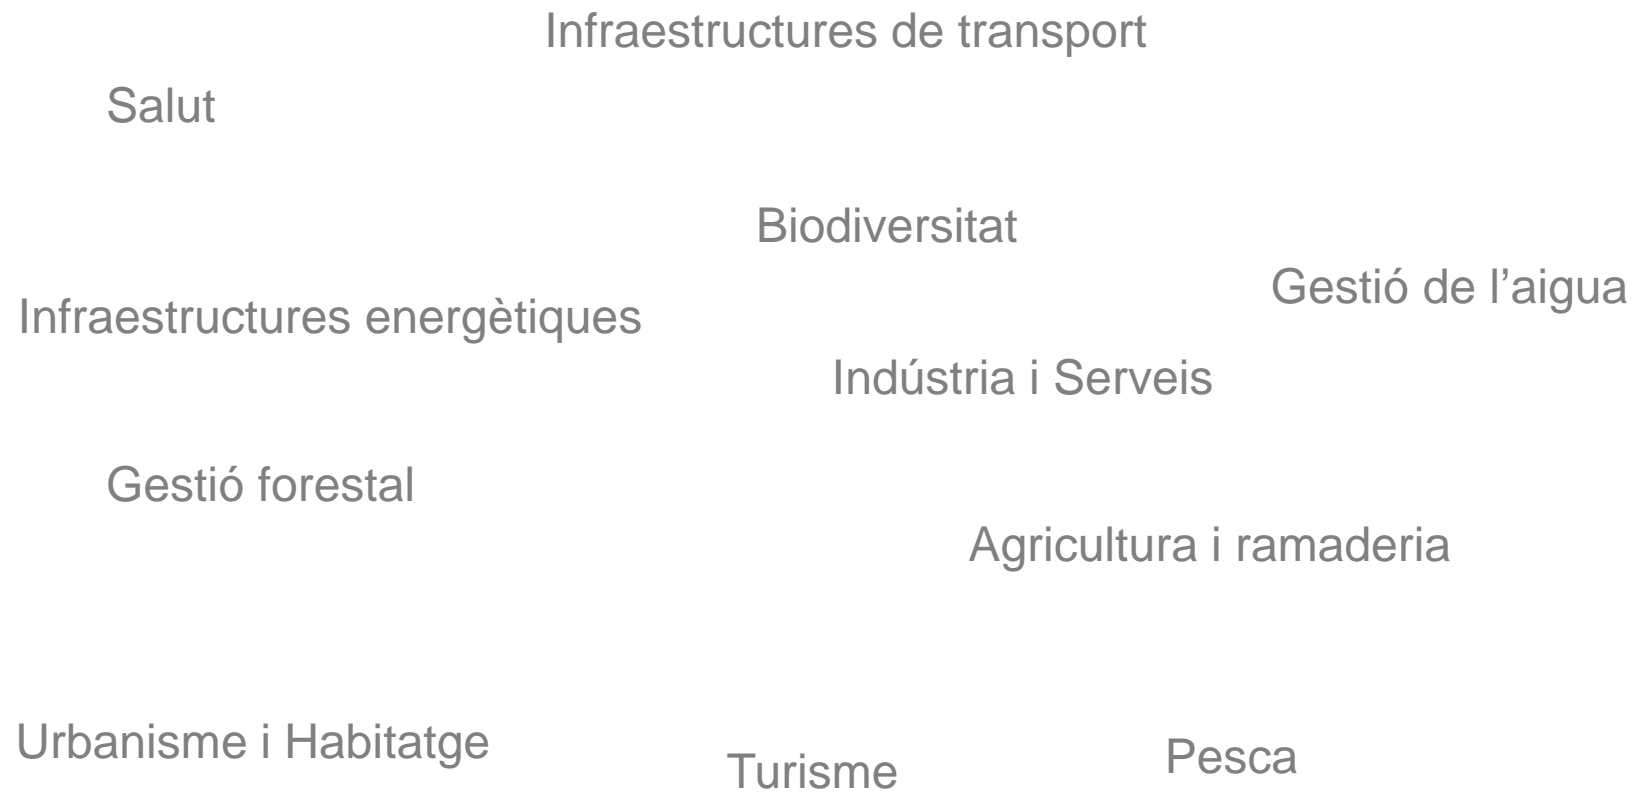 Infraestructures de transport
Salut
Biodiversitat
Gestió de l’aigua
Infraestructures energètiques
Indústria i Serveis
Gestió forestal
Agricultura i ramaderia
Urbanisme i Habitatge
Pesca
Turisme